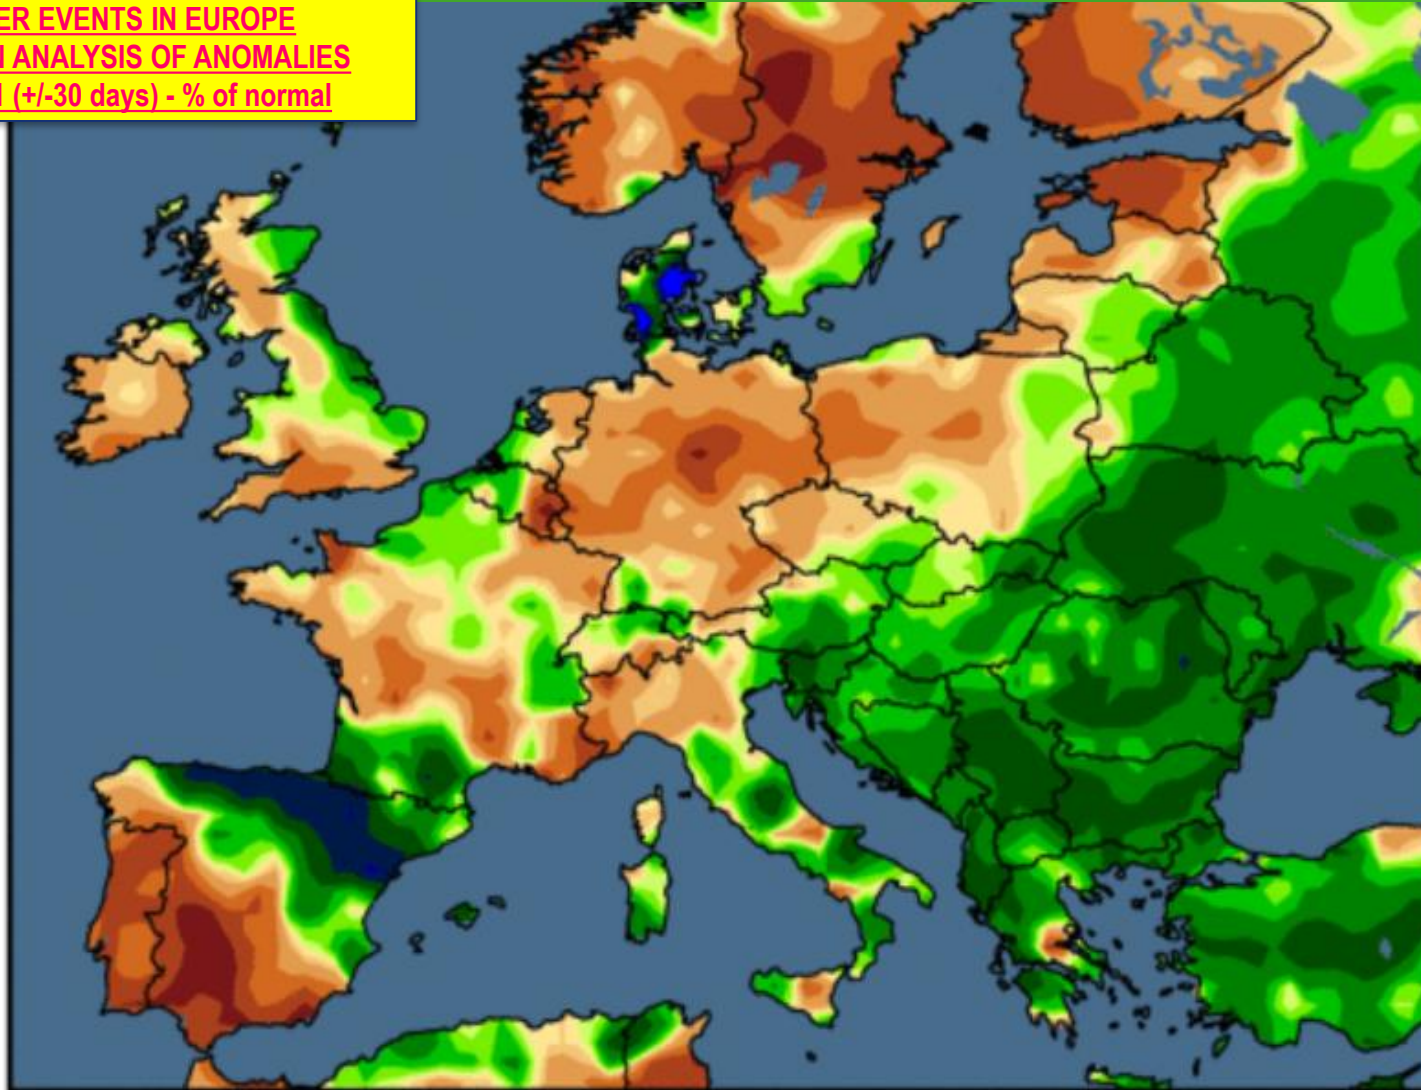 ER EVENTS IN EUROPE
ANALYSIS OF ANOMALIES
(+/-30 days) - % of normal